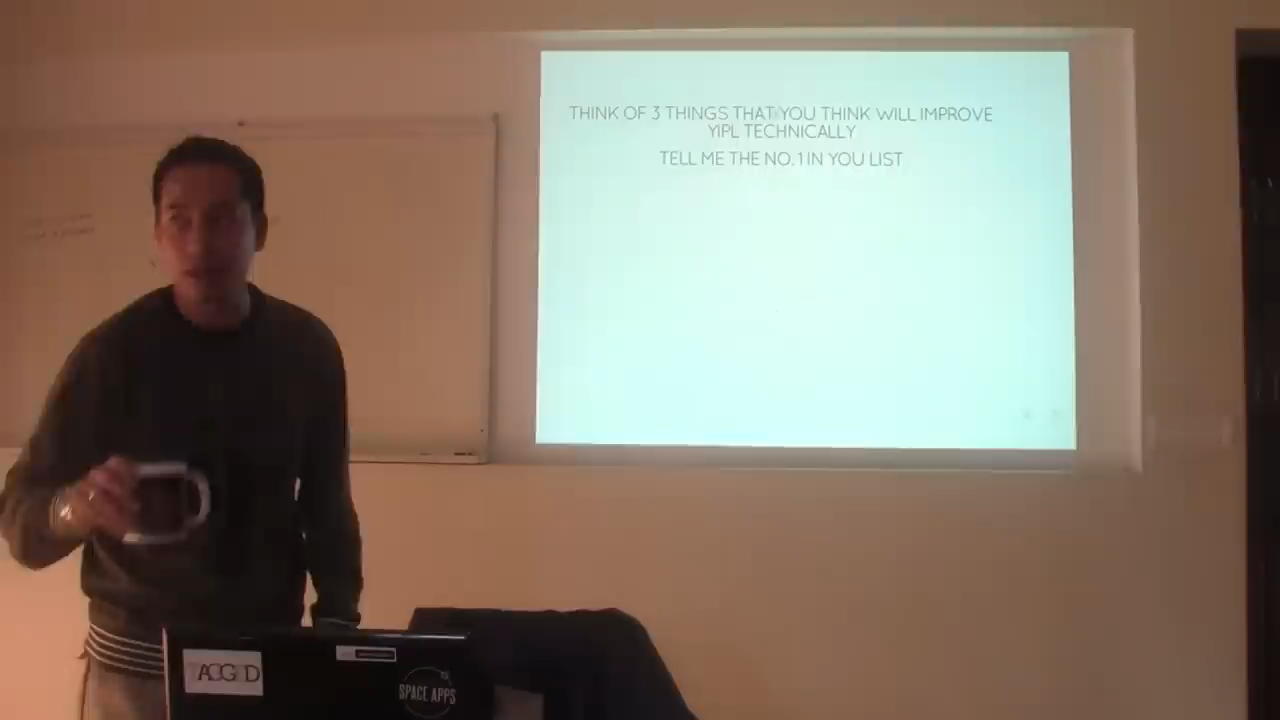 THINK OF 3 THINGS THAT YOU THINK WILL IMPROVE
YIPL TECHNICALLY
TELL ME THE NO. 1 IN YOU LIST
SPACE APPS